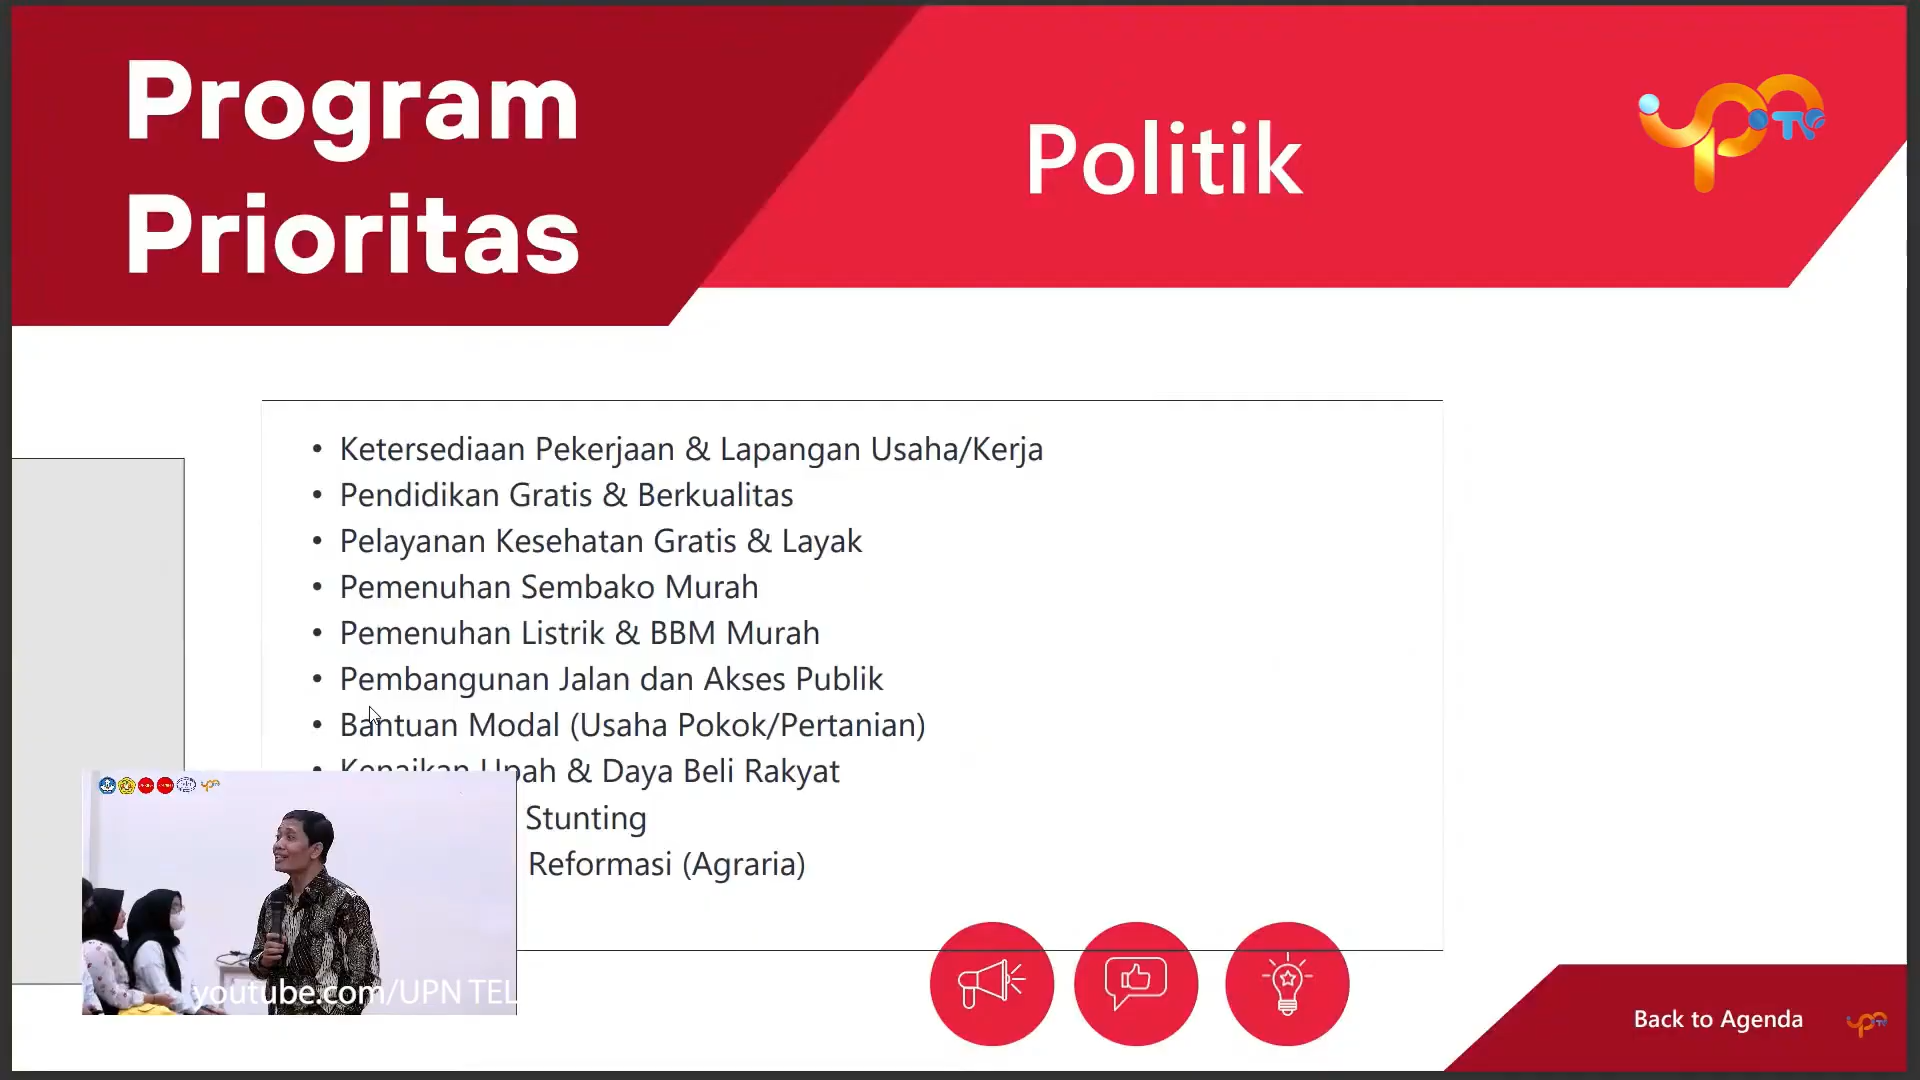 Program
Prioritas
Politik
UPN TV
• Ketersediaan Pekerjaan & Lapangan Usaha/Kerja
• Pendidikan Gratis & Berkualitas
• Pelayanan Kesehatan Gratis & Layak
• Pemenuhan Sembako Murah
• Pemenuhan Listrik & BBM Murah
• Pembangunan Jalan dan Akses Publik
• Bantuan Modal (Usaha Pokok/Pertanian)
• Kenaikan Upah & Daya Beli Rakyat
Stunting
Reformasi (Agraria)
youtube.com/UPN TEL
Back to Agenda